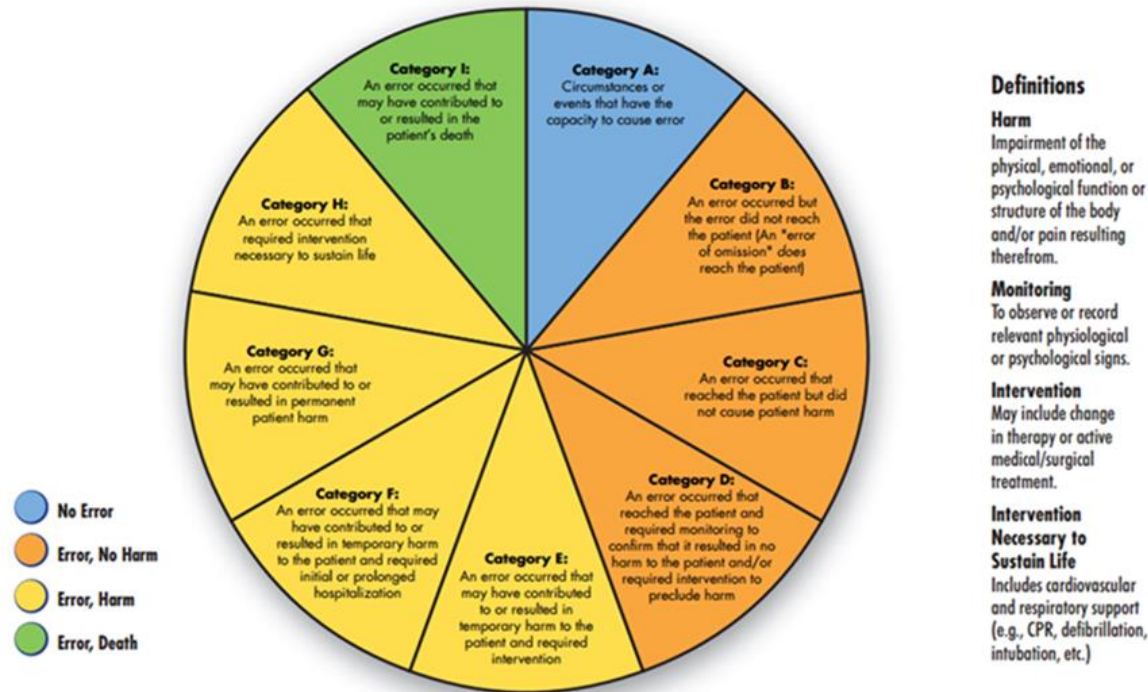 Category I:
An error occurred that
may have contributed to
or resulted in the
patient's death
Category A:
Circumstances or
events that have the
capacity to cause error
Category B:
An error occurred but
the error did not reach
the patient (An "error
of omission" does
reach the patient)
Category C:
An error occurred that
reached the patient but did
not cause patient harm
Category D:
An error occurred that
reached the patient and
required monitoring to
confirm that it resulted in no
harm to the patient and/or
required intervention to
preclude harm
Category E:
An error occurred that
may have contributed
to or resulted in
temporary harm to the
patient and required
intervention
Category F:
An error occurred that may
have contributed to or
resulted in temporary harm
to the patient and required
initial or prolonged
hospitalization
Category G:
An error occurred that
may have contributed to or
resulted in permanent
patient harm
Category H:
An error occurred that
required intervention
necessary to sustain life
No Error
Error, No Harm
Error, Harm
Error, Death
Definitions
Harm
Impairment of the
physical, emotional, or
psychological function or
structure of the body
and/or pain resulting
therefrom.
Monitoring
To observe or record
relevant physiological
or psychological signs.
Intervention
May include change
in therapy or active
medical/surgical
treatment.
Intervention
Necessary to
Sustain Life
Includes cardiovascular
and respiratory support
(e.g., CPR, defibrillation,
intubation, etc.)